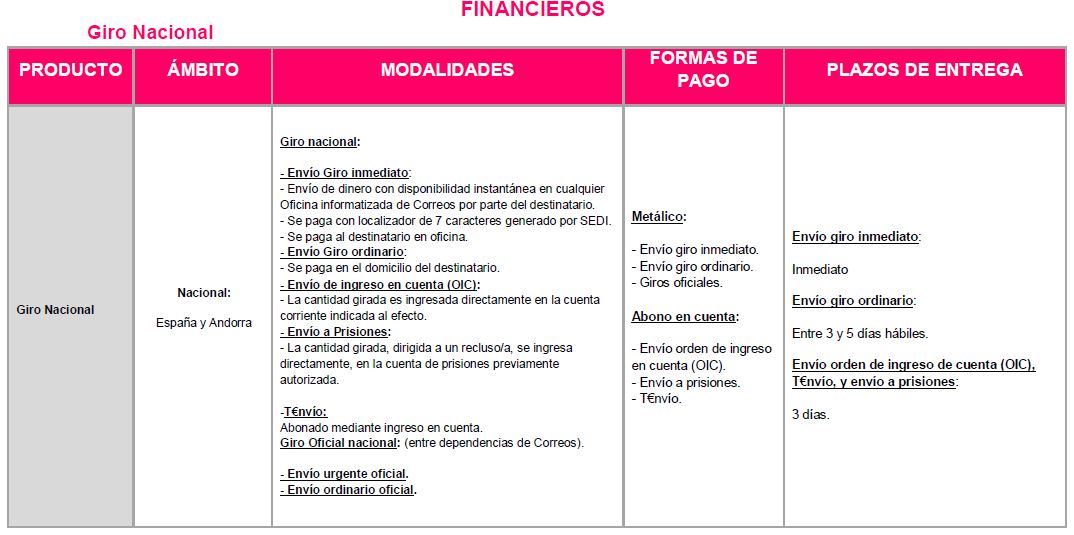 FINANCIEROS
Giro Nacional
PRODUCTO
ÁMBITO
MODALIDADES
FORMAS DE
PAGO
PLAZOS DE ENTREGA
Giro Nacional
Nacional:
España y Andorra
Giro nacional:
- Envío Giro inmediato:
- Envío de dinero con disponibilidad instantánea en cualquier
Oficina informatizada de Correos por parte del destinatario.
- Se paga con localizador de 7 caracteres generado por SEDI.
- Se paga al destinatario en oficina.
- Envío Giro ordinario:
- Se paga en el domicilio del destinatario.
- Envío de ingreso en cuenta (OIC):
- La cantidad girada es ingresada directamente en la cuenta
corriente indicada al efecto.
- Envío a Prisiones:
- La cantidad girada, dirigida a un recluso/a, se ingresa
directamente, en la cuenta de prisiones previamente
autorizada.
-T€nvío:
Abonado mediante ingreso en cuenta.
Giro Oficial nacional: (entre dependencias de Correos).
- Envío urgente oficial.
- Envío ordinario oficial.
Metálico:
- Envío giro inmediato.
- Envío giro ordinario.
- Giros oficiales.
Abono en cuenta:
- Envío orden de ingreso
en cuenta (OIC).
- Envío a prisiones.
- T€nvío.
Envío giro inmediato:
Inmediato
Envío giro ordinario:
Entre 3 y 5 días hábiles.
Envío orden de ingreso de cuenta (OIC),
T€nvío, y envío a prisiones:
3 días.